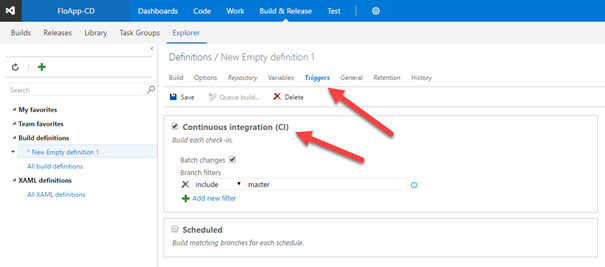 FloApp-CD Dashboards Code Work Build & Release Test
Builds Releases Library Task Groups Explorer
Definitions / New Empty definition 1
Build Options Repository Variables Triggers General Retention History
Save Queue build... Delete
Search
My favorites
Team favorites
Build definitions
* New Empty definition 1
All build definitions
XAML definitions
All XAML definitions
Continuous integration (CI)
Build each check-in.
Batch changes
Branch filters
Include master
Add new filter
Scheduled
Build matching branches for each schedule.